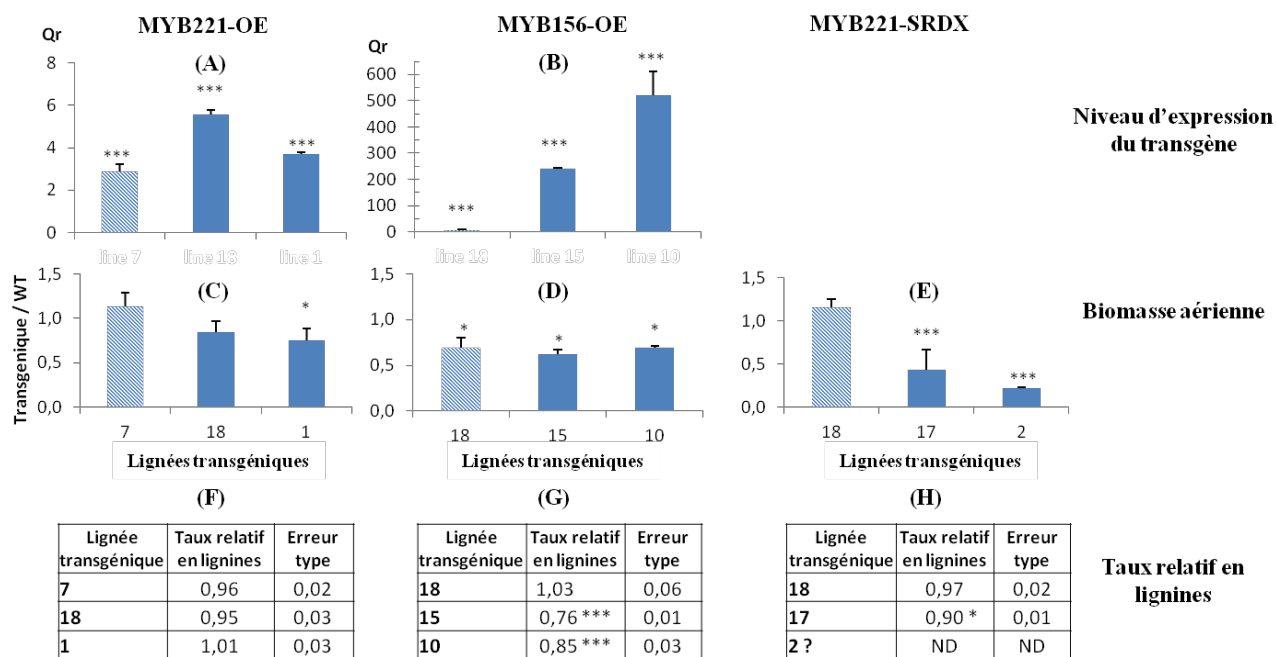 MYB221-OE MYB156-OE MYB221-SRDX
Qr Qr
(A) (B)
8
6
4
2
0
*** *** ***
600
500
400
300
200
100
0
*** *** ***
Niveau d'expression du transgène
line 7 line 18 line 1
line 18 line 15 line 10
Transgenique / WT
(C) (D) (E)
1,5
1,0
0,5
0,0
*
1,5
1,0
0,5
0,0
* * *
1,5
1,0
0,5
0,0
*** ***
Biomasse aérienne
7 18 1
18 15 10
18 17 2
Lignées transgéniques Lignées transgéniques Lignées transgéniques
(F) (G) (H)
Lignée transgénique Taux relatif en lignines Erreur type
7 0,96 0,02
18 0,95 0,03
1 1,01 0,03
Lignée transgénique Taux relatif en lignines Erreur type
18 1,03 0,06
15 0,76 *** 0,01
10 0,85 *** 0,03
Lignée transgénique Taux relatif en lignines Erreur type
18 0,97 0,02
17 0,90 * 0,01
2 ? ND ND
Taux relatif en lignines